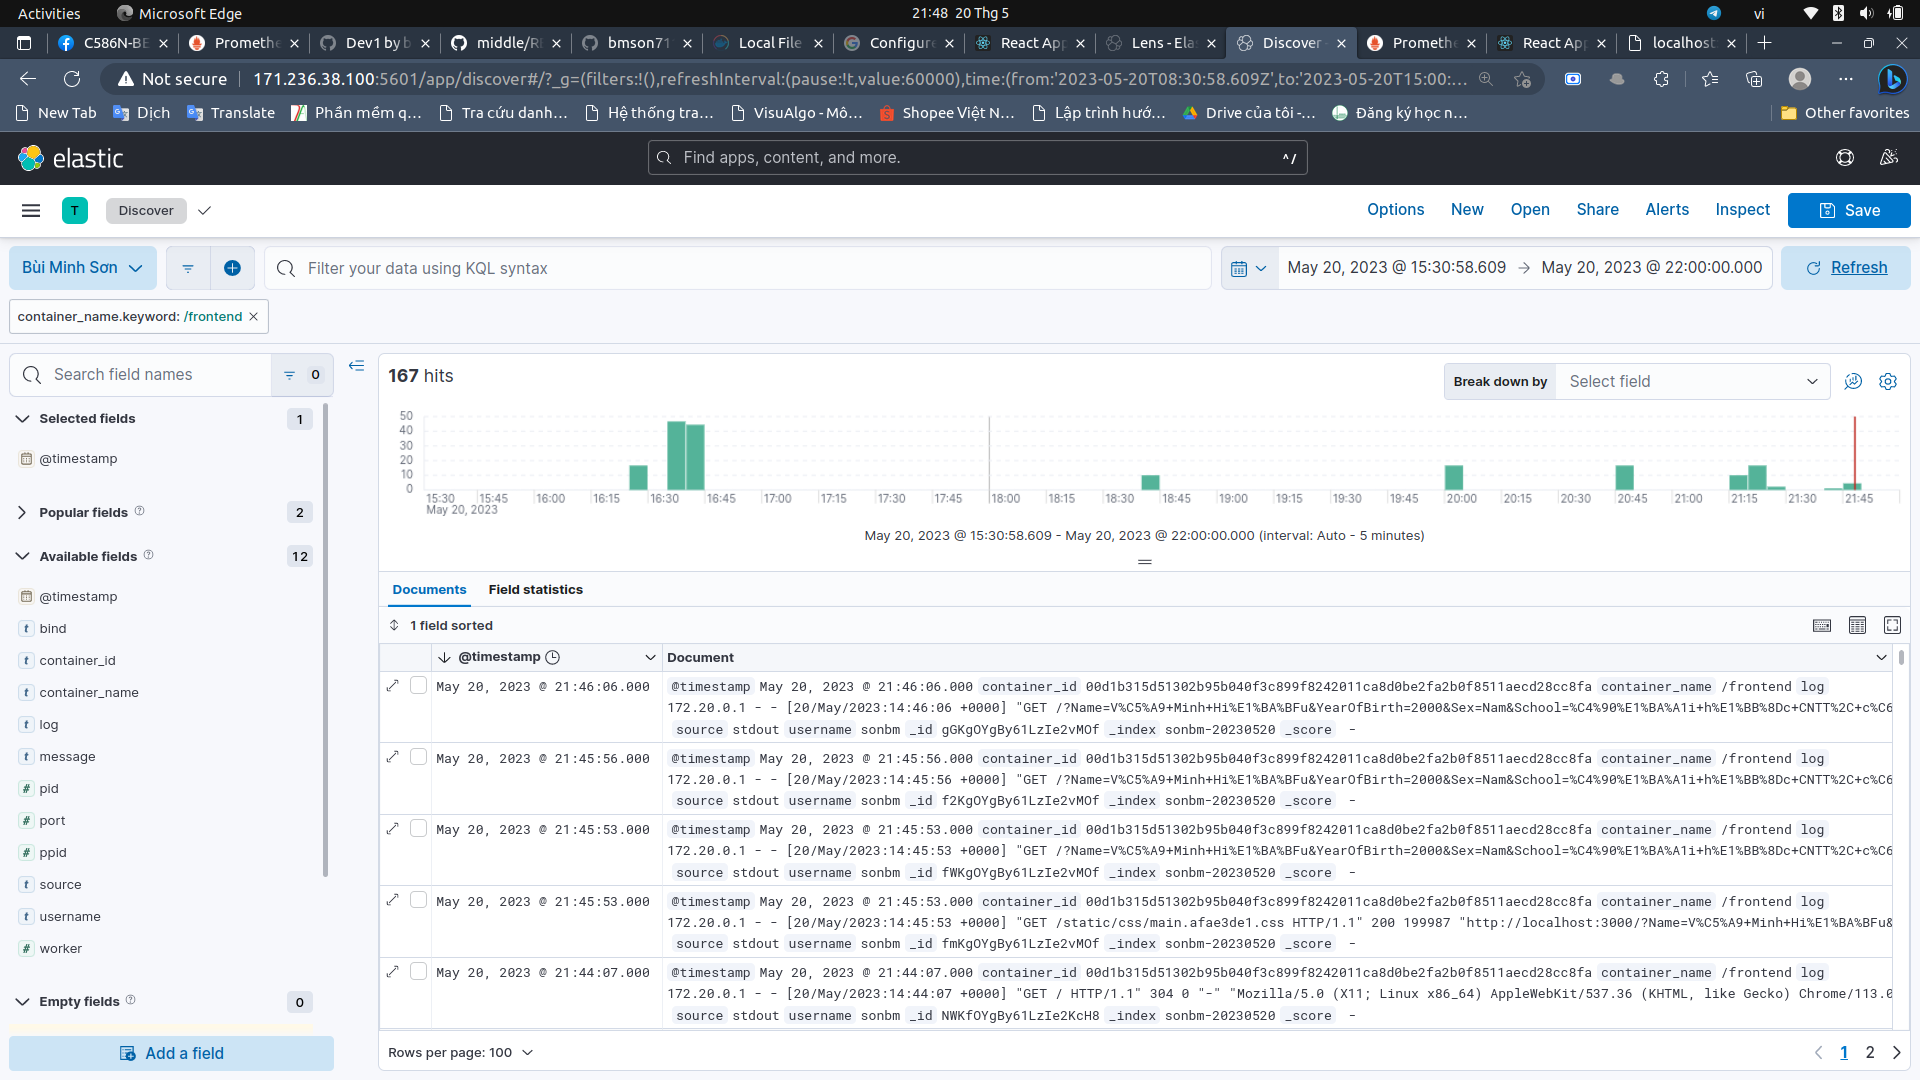 Activities
Microsoft Edge
21:48 20 Thg 5
vi
C586N-BE
Promethe
Dev1 by b
middle/RE
bmson71
Local File
Configure
React App
Lens - Elas
Discover -
Promethe
React App
localhost:
Not secure
171.236.38.100:5601/app/discover#/?_g=(filters:!(),refreshInterval:(pause:!t,value:60000),time:(from:'2023-05-20T08:30:58.609Z',to:'2023-05-20T15:00:...
New Tab
Dịch
Translate
Phần mềm q...
Tra cứu danh...
Hệ thống tra...
VisuAlgo - Mô...
Shopee Việt N...
Lập trình hướ...
Drive của tôi -...
Đăng ký học n...
Other favorites
elastic
Find apps, content, and more.
^/
T
Discover
Options
New
Open
Share
Alerts
Inspect
Save
Bùi Minh Sơn
Filter your data using KQL syntax
May 20, 2023 @ 15:30:58.609 → May 20, 2023 @ 22:00:00.000
Refresh
container_name.keyword: /frontend
Search field names
0
Selected fields
1
@timestamp
Popular fields
2
Available fields
12
@timestamp
bind
container_id
container_name
log
message
pid
port
ppid
source
username
worker
Empty fields
0
Add a field
167 hits
Break down by
Select field
50
40
30
20
10
0
15:30 15:45 16:00 16:15 16:30 16:45 17:00 17:15 17:30 17:45 18:00 18:15 18:30 18:45 19:00 19:15 19:30 19:45 20:00 20:15 20:30 20:45 21:00 21:15 21:30 21:45
May 20, 2023
May 20, 2023 @ 15:30:58.609 - May 20, 2023 @ 22:00:00.000 (interval: Auto - 5 minutes)
Documents
Field statistics
1 field sorted
@timestamp
Document
May 20, 2023 @ 21:46:06.000
@timestamp May 20, 2023 @ 21:46:06.000 container_id 00d1b315d51302b95b040f3c899f8242011ca8d0be2fa2b0f8511aecd28cc8fa container_name /frontend log
172.20.0.1 - - [20/May/2023:14:46:06 +0000] "GET /?Name=V%C5%A9+Minh+Hi%E1%BA%BFu&YearOfBirth=2000&Sex=Nam&School=%C4%90%E1%BA%A1i+h%E1%BB%8Dc+CNTT%2C+c%C6
source stdout username sonbm _id gGKgOYgBy61LzIe2vMOf _index sonbm-20230520 _score -
May 20, 2023 @ 21:45:56.000
@timestamp May 20, 2023 @ 21:45:56.000 container_id 00d1b315d51302b95b040f3c899f8242011ca8d0be2fa2b0f8511aecd28cc8fa container_name /frontend log
172.20.0.1 - - [20/May/2023:14:45:56 +0000] "GET /?Name=V%C5%A9+Minh+Hi%E1%BA%BFu&YearOfBirth=2000&Sex=Nam&School=%C4%90%E1%BA%A1i+h%E1%BB%8Dc+CNTT%2C+c%C6
source stdout username sonbm _id f2KgOYgBy61LzIe2vMOf _index sonbm-20230520 _score -
May 20, 2023 @ 21:45:53.000
@timestamp May 20, 2023 @ 21:45:53.000 container_id 00d1b315d51302b95b040f3c899f8242011ca8d0be2fa2b0f8511aecd28cc8fa container_name /frontend log
172.20.0.1 - - [20/May/2023:14:45:53 +0000] "GET /?Name=V%C5%A9+Minh+Hi%E1%BA%BFu&YearOfBirth=2000&Sex=Nam&School=%C4%90%E1%BA%A1i+h%E1%BB%8Dc+CNTT%2C+c%C6
source stdout username sonbm _id fWKgOYgBy61LzIe2vMOf _index sonbm-20230520 _score -
May 20, 2023 @ 21:45:53.000
@timestamp May 20, 2023 @ 21:45:53.000 container_id 00d1b315d51302b95b040f3c899f8242011ca8d0be2fa2b0f8511aecd28cc8fa container_name /frontend log
172.20.0.1 - - [20/May/2023:14:45:53 +0000] "GET /static/css/main.afae3de1.css HTTP/1.1" 200 199987 "http://localhost:3000/?Name=V%C5%A9+Minh+Hi%E1%BA%BFu&
source stdout username sonbm _id fmKgOYgBy61LzIe2vMOf _index sonbm-20230520 _score -
May 20, 2023 @ 21:44:07.000
@timestamp May 20, 2023 @ 21:44:07.000 container_id 00d1b315d51302b95b040f3c899f8242011ca8d0be2fa2b0f8511aecd28cc8fa container_name /frontend log
172.20.0.1 - - [20/May/2023:14:44:07 +0000] "GET / HTTP/1.1" 304 0 "-" "Mozilla/5.0 (X11; Linux x86_64) AppleWebKit/537.36 (KHTML, like Gecko) Chrome/113.0
source stdout username sonbm _id NWKfOYgBy61LzIe2KcH8 _index sonbm-20230520 _score -
Rows per page: 100
1 2